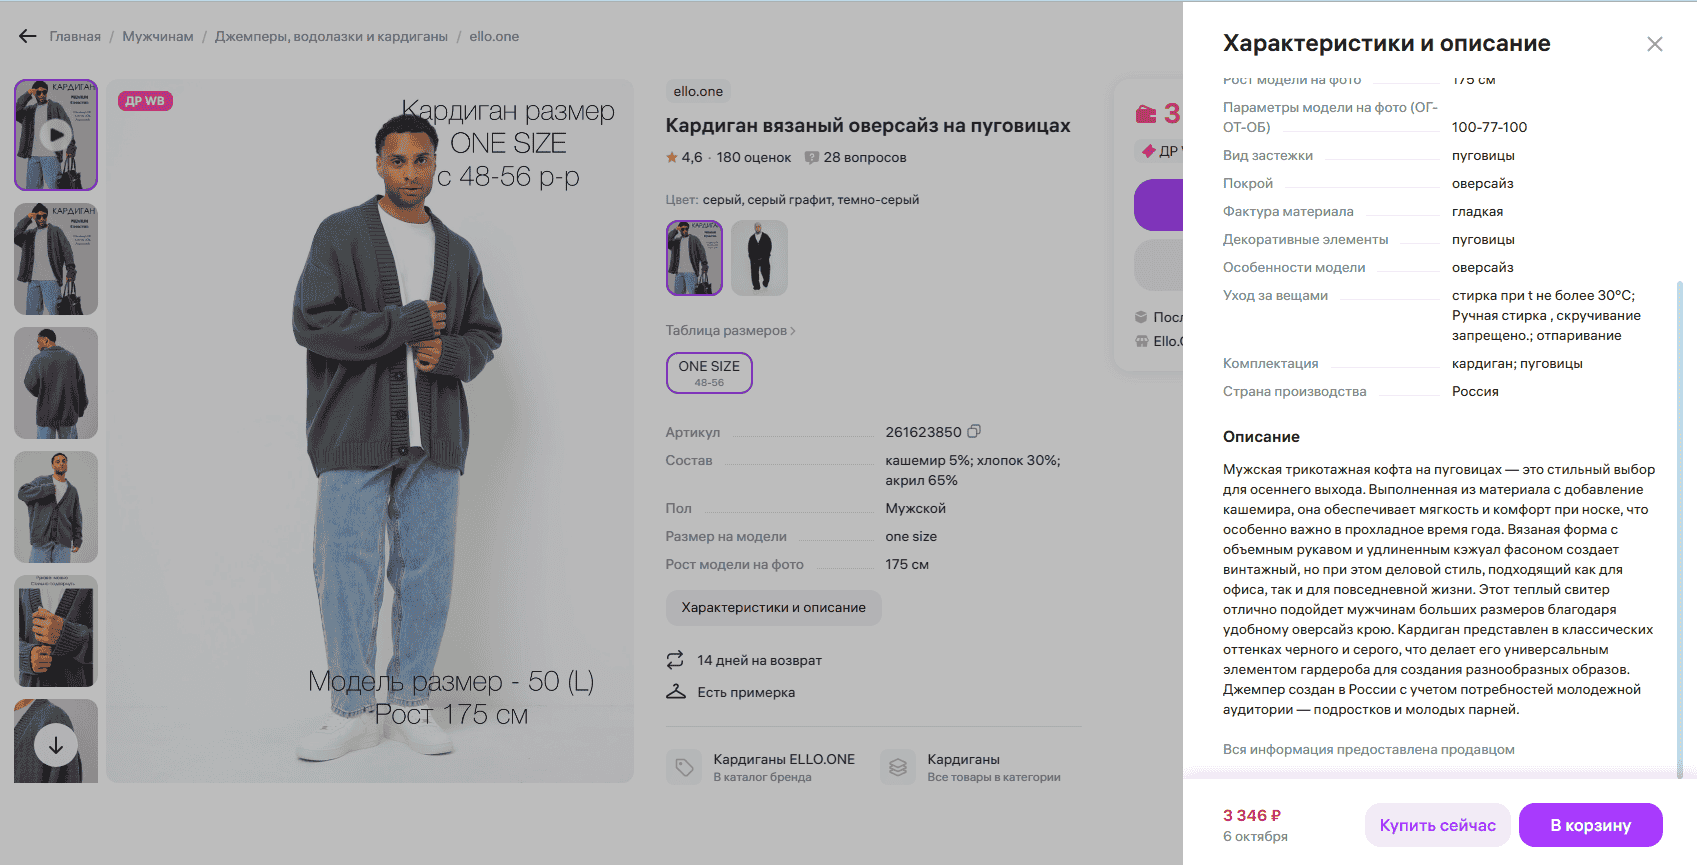 Главная / Мужчинам / Джемперы, водолазки и кардиганы / ello.one
КАРДИГАН
КАРДИГАН
ДР WB
Кардиган размер
ONE SIZE
с 48-56 р-р
Модель размер - 50 (L)
Рост 175 см
ello.one
Кардиган вязаный оверсайз на пуговицах
4,6 · 180 оценок 28 вопросов
Цвет: серый, серый графит, темно-серый
КАРДИГАН
Таблица размеров
ONE SIZE
48-56
Артикул 261623850
Состав кашемир 5%; хлопок 30%;
акрил 65%
Пол Мужской
Размер на модели one size
Рост модели на фото 175 см
Характеристики и описание
14 дней на возврат
Есть примерка
Кардиганы ELLO.ONE
В каталог бренда
Кардиганы
Все товары в категории
3
ДР
Посл
Ello.
Характеристики и описание
Рост модели на фото 175 см
Параметры модели на фото (ОГ-
ОТ-ОБ) 100-77-100
Вид застежки пуговицы
Покрой оверсайз
Фактура материала гладкая
Декоративные элементы пуговицы
Особенности модели оверсайз
Уход за вещами стирка при t не более 30°C;
Ручная стирка , скручивание
запрещено.; отпаривание
Комплектация кардиган; пуговицы
Страна производства Россия
Описание
Мужская трикотажная кофта на пуговицах — это стильный выбор
для осеннего выхода. Выполненная из материала с добавление
кашемира, она обеспечивает мягкость и комфорт при носке, что
особенно важно в прохладное время года. Вязаная форма с
объемным рукавом и удлиненным кэжуал фасоном создает
винтажный, но при этом деловой стиль, подходящий как для
офиса, так и для повседневной жизни. Этот теплый свитер
отлично подойдет мужчинам больших размеров благодаря
удобному оверсайз крою. Кардиган представлен в классических
оттенках черного и серого, что делает его универсальным
элементом гардероба для создания разнообразных образов.
Джемпер создан в России с учетом потребностей молодежной
аудитории — подростков и молодых парней.
Вся информация предоставлена продавцом
3 346 ₽
6 октября
Купить сейчас
В корзину